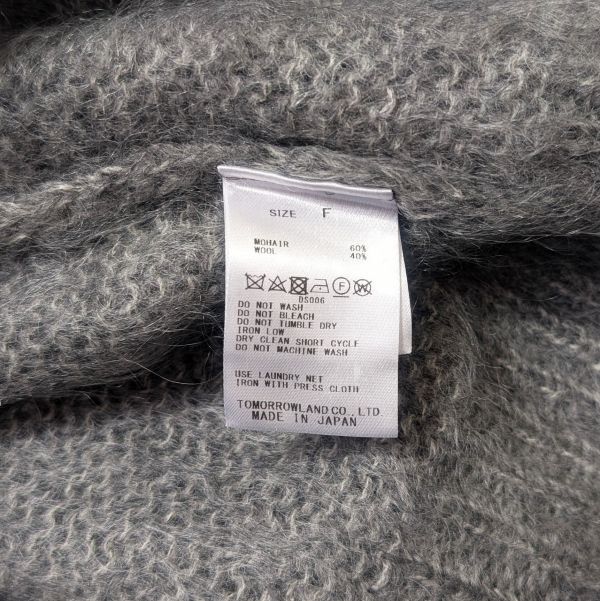 SIZE F
MOHAIR 60%
WOOL 40%
DS006
DO NOT WASH
DO NOT BLEACH
DO NOT TUMBLE DRY
IRON LOW
DRY CLEAN SHORT CYCLE
DO NOT MACHINE WASH
USE LAUNDRY NET
IRON WITH PRESS CLOTH
TOMORROWLAND CO., LTD.
MADE IN JAPAN